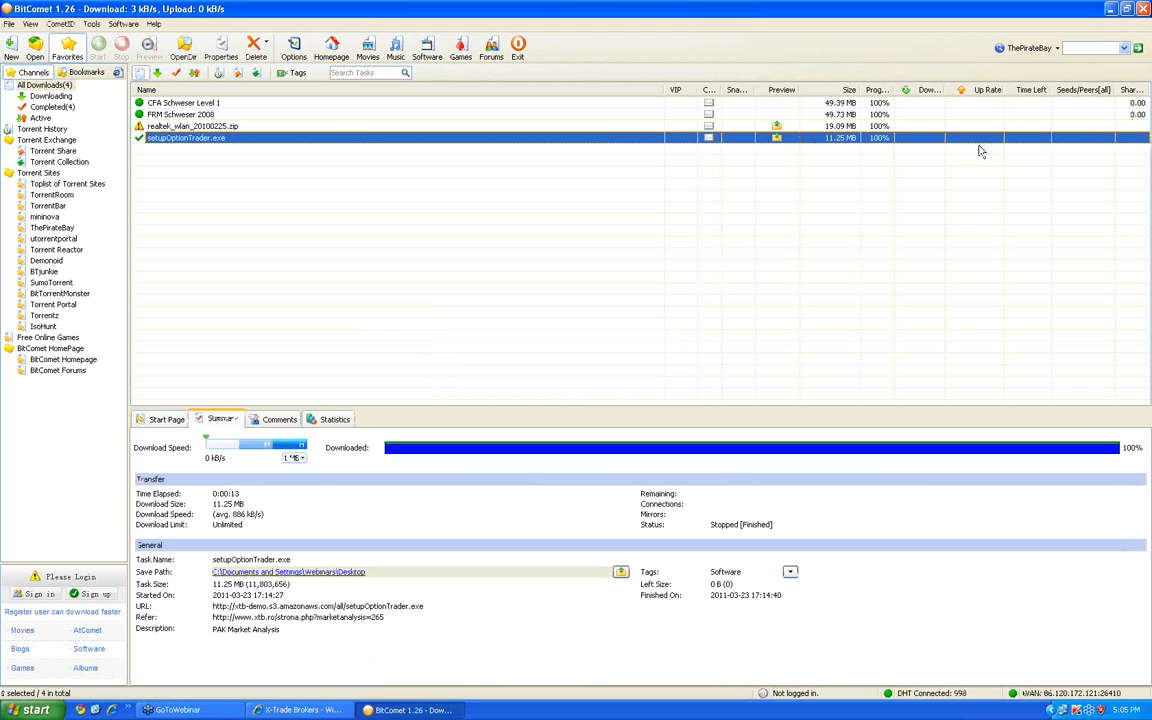 BitComet 1.26 - Download: 3 kB/s, Upload: 0 kB/s
File View CometID Tools Software Help
New Open Favorites Start Stop Preview OpenDir Properties Delete Options Homepage Movies Music Software Games Forums Exit ThePirateBay
Channels Bookmarks Tags Search Tasks
Name VIP C... Sna... Preview Size Prog... Dow... Up Rate Time Left Seeds/Peers[all] Shar...
CFA Schweser Level 1 49.39 MB 100% 0.00
FRM Schweser 2008 49.73 MB 100% 0.00
realtek_wlan_20100225.zip 19.09 MB 100%
setupOptionTrader.exe 11.25 MB 100%
All Downloads(4)
Downloading
Completed(4)
Active
Torrent History
Torrent Exchange
Torrent Share
Torrent Collection
Torrent Sites
Toplist of Torrent Sites
TorrentRoom
TorrentBar
mininova
ThePirateBay
utorrentportal
Torrent Reactor
Demonoid
BTjunkie
SumoTorrent
BitTorrentMonster
Torrent Portal
Torrentz
IsoHunt
Free Online Games
BitComet HomePage
BitComet Homepage
BitComet Forums
Please Login
Sign in Sign up
Register user can download faster.
Movies AtComet
Blogs Software
Games Albums
Start Page Summary Comments Statistics
Download Speed: Downloaded: 100%
0 kB/s
Transfer
Time Elapsed: 0:00:13 Remaining:
Download Size: 11.25 MB Connections:
Download Speed: (avg. 886 kB/s) Mirrors:
Download Limit: Unlimited Status: Stopped [Finished]
General
Task Name: setupOptionTrader.exe
Save Path: C:\Documents and Settings\Webinars\Desktop Tags: Software
Task Size: 11.25 MB (11,803,656) Left Size: 0 B (0)
Started On: 2011-03-23 17:14:27 Finished On: 2011-03-23 17:14:40
URL: http://xtb-demo.s3.amazonaws.com/all/setupOptionTrader.exe
Refer: http://www.xtb.ro/strona.php?marketanalysis=265
Description: PAK Market Analysis
selected / 4 in total Not logged in. DHT Connected: 998 WAN: 86.120.172.121:26410
start GoToWebinar X-Trade Brokers - Wi... BitComet 1.26 - Dow... 5:05 PM